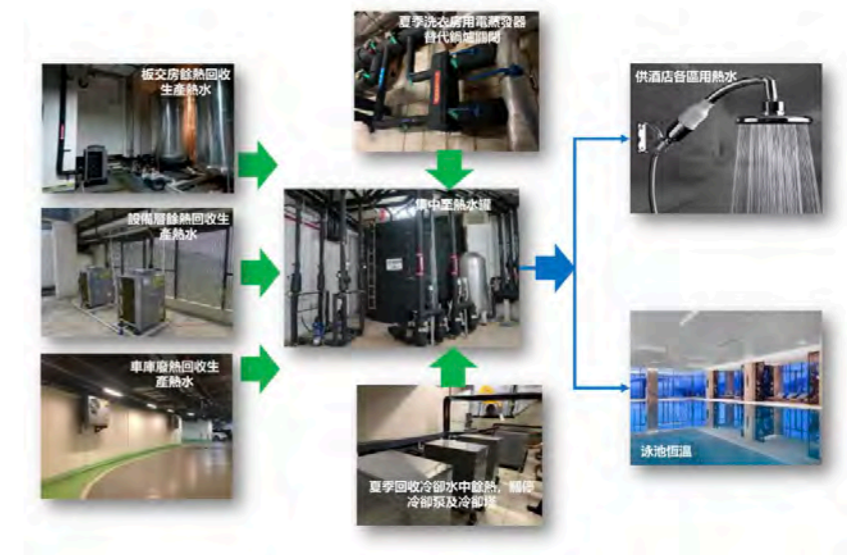 夏季洗衣房用電蒸發器
替代鍋爐關閉
板交房餘熱回收
生產熱水
供酒店各區用熱水
集中至熱水罐
設備層餘熱回收生
產熱水
車庫廢熱回收生
產熱水
夏季回收冷卻水中餘熱，關停
冷卻泵及冷卻塔
泳池恆溫